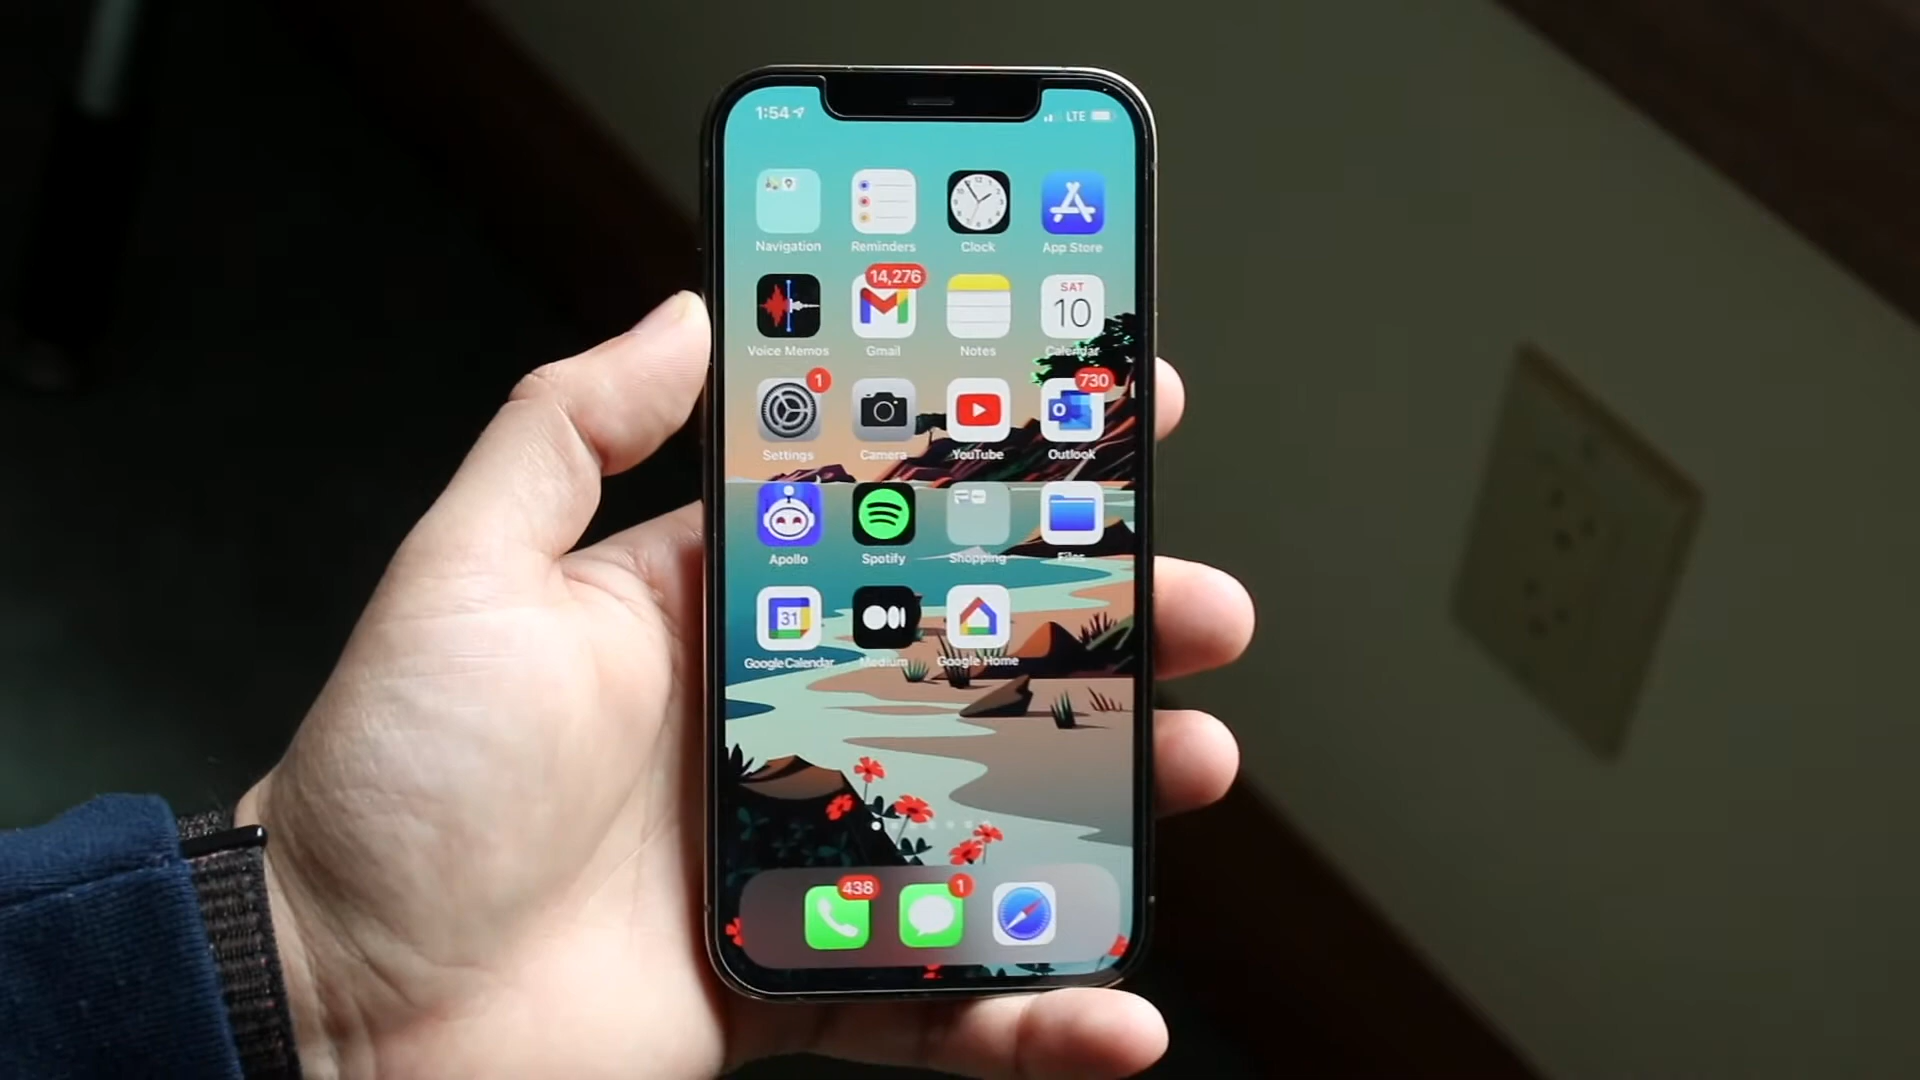 1:54
LTE
Navigation
Reminders
Clock
App Store
14,276
SAT
10
Voice Memos
Gmail
Notes
Calendar
1
730
O
Settings
Camera
YouTube
Outlook
Apollo
Spotify
Shopping
Files
31
Google Calendar
Medium
Google Home
438
1